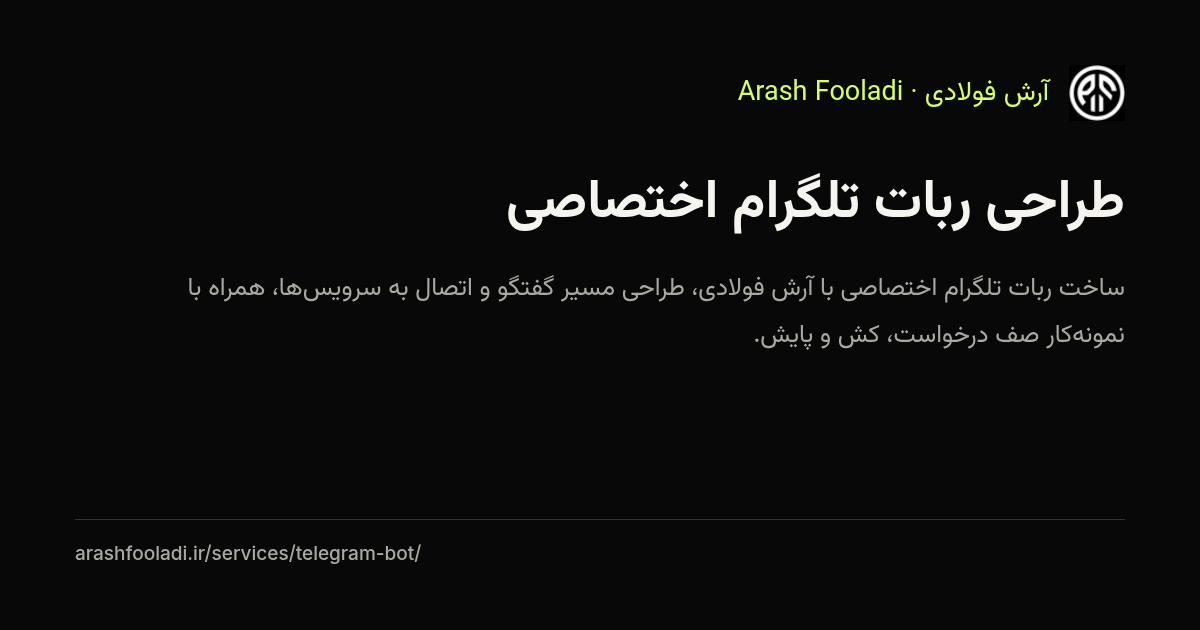 آرش فولادی · Arash Fooladi
طراحی ربات تلگرام اختصاصی
ساخت ربات تلگرام اختصاصی با آرش فولادی، طراحی مسیر گفتگو و اتصال به سرویس‌ها، همراه با
نمونه‌کار صف درخواست، کش و پایش.
arashfooladi.ir/services/telegram-bot/